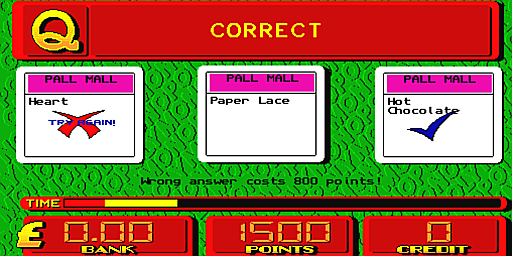 Q CORRECT
PALL MALL PALL MALL PALL MALL
Heart Paper Lace Hot
Chocolate
TRY AGAIN!
Wrong answer costs 800 points!
TIME
£ 0.00 1500 0
BANK POINTS CREDIT